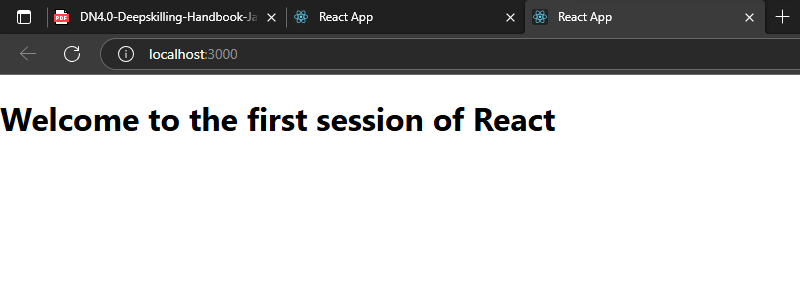 DN4.0-Deepskilling-Handbook-Ja
React App
React App
localhost:3000
Welcome to the first session of React